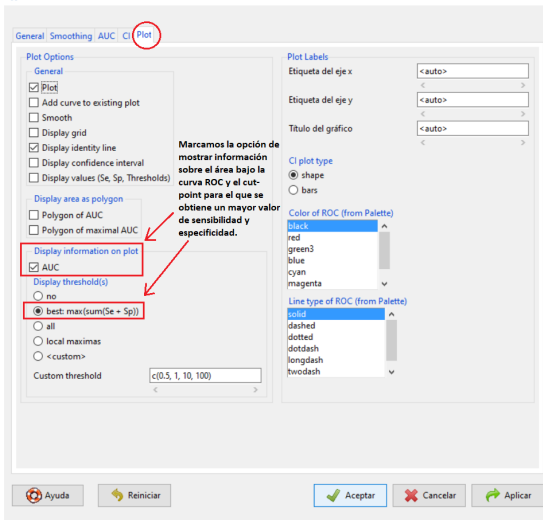 General Smoothing AUC CI Plot
Plot Options
General
Plot
Add curve to existing plot
Smooth
Display grid
Display identity line
Display confidence interval
Display values (Se, Sp, Thresholds)
Display area as polygon
Polygon of AUC
Polygon of maximal AUC
Display information on plot
AUC
Display threshold(s)
no
best: max(sum(Se + Sp))
all
local maximas
<custom>
Custom threshold c(0.5, 1, 10, 100)
Marcamos la opción de
mostrar información
sobre el área bajo la
curva ROC y el cut-
point para el que se
obtiene un mayor valor
de sensibilidad y
especificidad.
Plot Labels
Etiqueta del eje x <auto>
Etiqueta del eje y <auto>
Título del gráfico <auto>
CI plot type
shape
bars
Color of ROC (from Palette)
black
red
green3
blue
cyan
magenta
Line type of ROC (from Palette)
solid
dashed
dotted
dotdash
longdash
twodash
Ayuda Reiniciar Aceptar Cancelar Aplicar